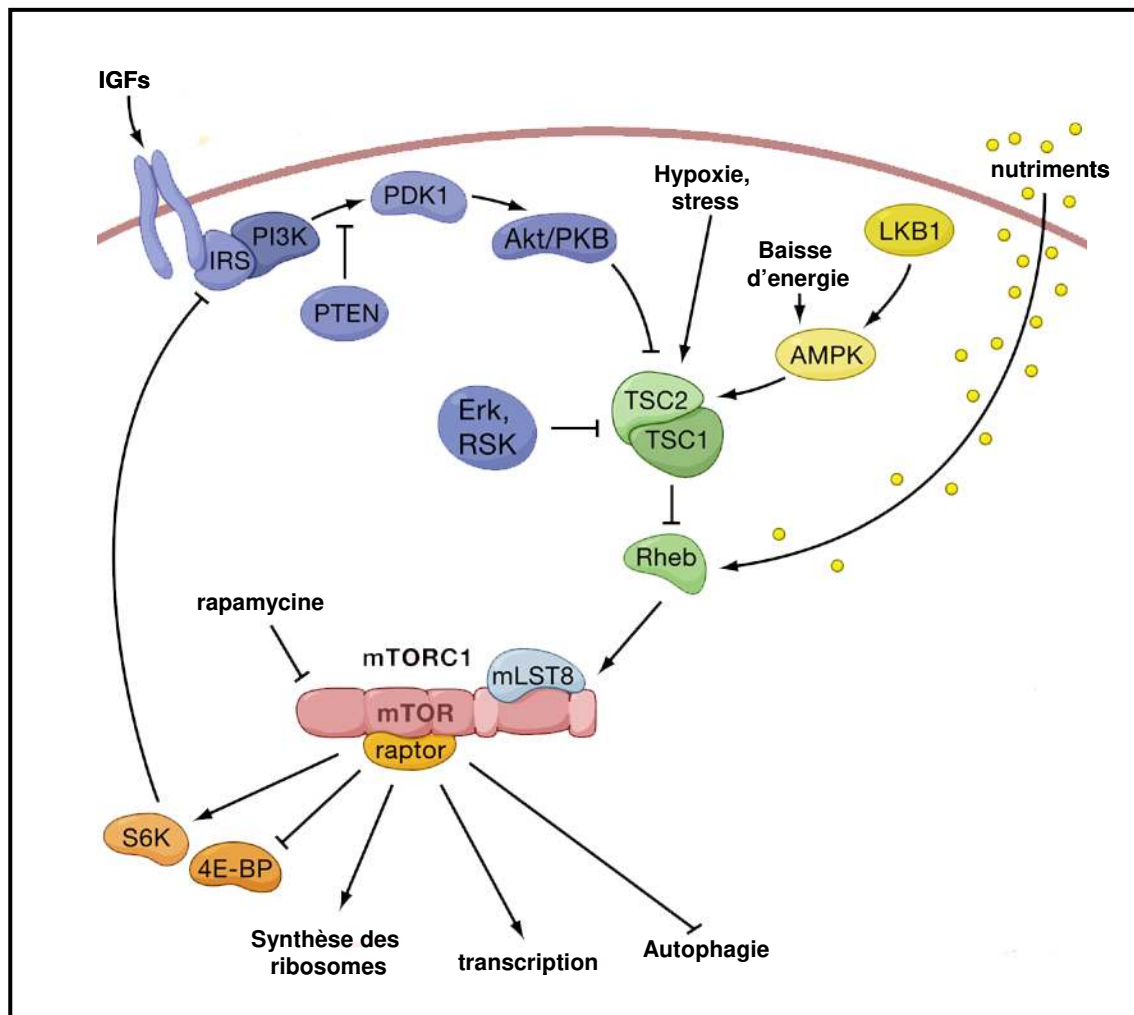 IGFs
nutriments
Hypoxie,
stress
PDK1
LKB1
PI3K
Akt/PKB
IRS
Baisse
d'energie
PTEN
AMPK
TSC2
Erk,
RSK
TSC1
Rheb
rapamycine
mTORC1
mLST8
mTOR
raptor
S6K
4E-BP
Synthèse des
ribosomes
transcription
Autophagie